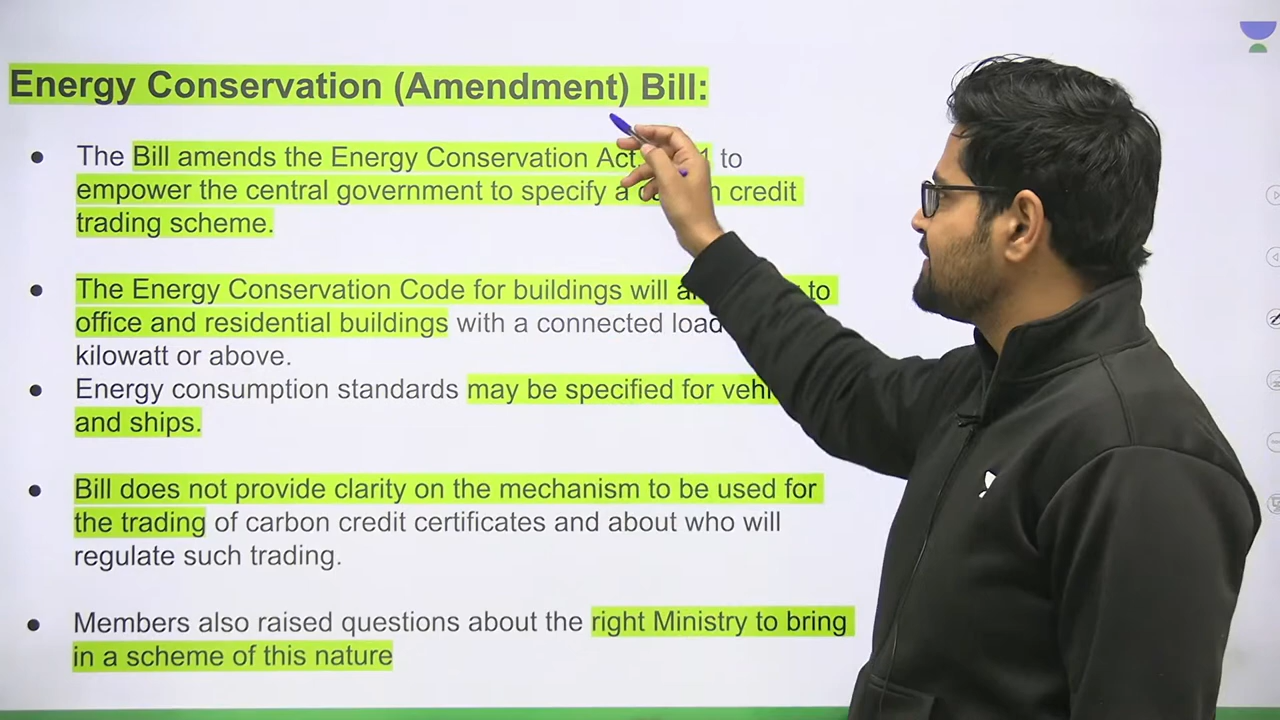 Energy Conservation (Amendment) Bill:
● The Bill amends the Energy Conservation Act, to
empower the central government to specify a credit
trading scheme.
● The Energy Conservation Code for buildings will to
office and residential buildings with a connected load
kilowatt or above.
● Energy consumption standards may be specified for
and ships.
● Bill does not provide clarity on the mechanism to be used for
the trading of carbon credit certificates and about who will
regulate such trading.
● Members also raised questions about the right Ministry to bring
in a scheme of this nature